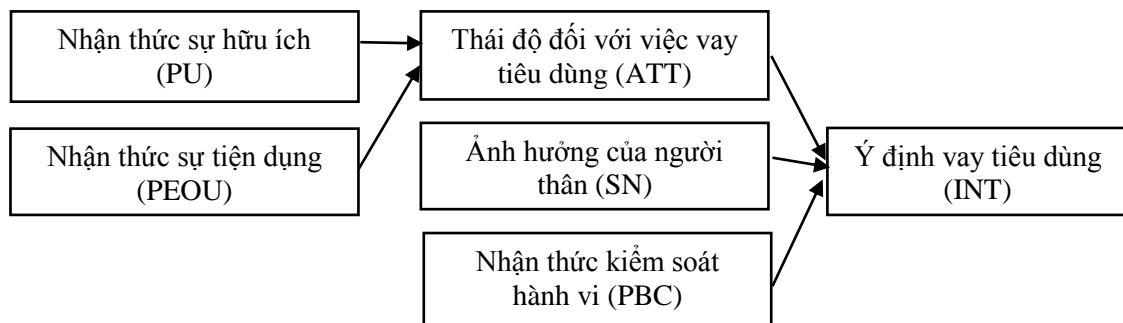 Nhận thức sự hữu ích
(PU)
Thái độ đối với việc vay
tiêu dùng (ATT)
Nhận thức sự tiện dụng
(PEOU)
Ảnh hưởng của người
thân (SN)
Ý định vay tiêu dùng
(INT)
Nhận thức kiểm soát
hành vi (PBC)